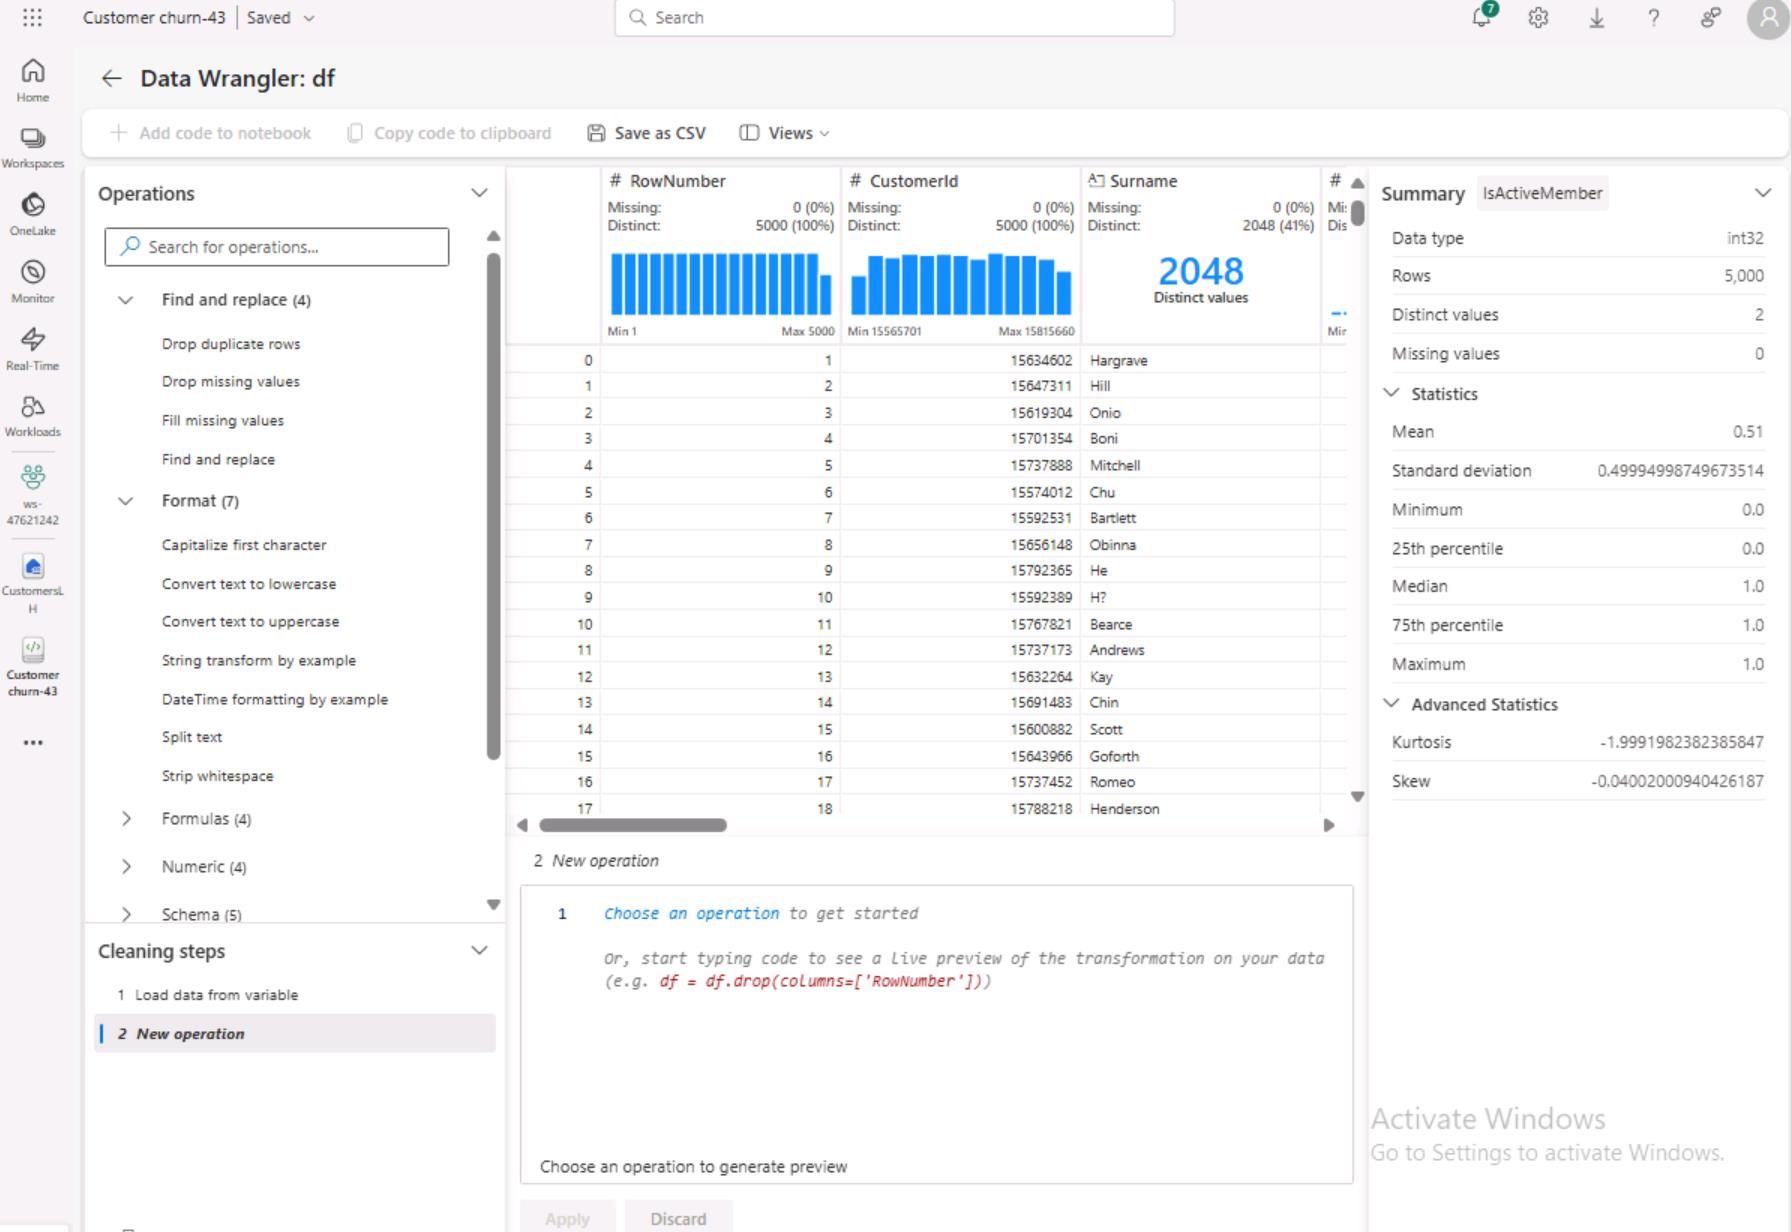 Customer churn-43 | Saved
Search
7
Home
Workspaces
OneLake
Monitor
Real-Time
Workloads
ws-
47621242
CustomersL
H
Customer
churn-43
Data Wrangler: df
Add code to notebook
Copy code to clipboard
Save as CSV
Views
Operations
Search for operations...
Find and replace (4)
Drop duplicate rows
Drop missing values
Fill missing values
Find and replace
Format (7)
Capitalize first character
Convert text to lowercase
Convert text to uppercase
String transform by example
DateTime formatting by example
Split text
Strip whitespace
Formulas (4)
Numeric (4)
Schema (5)
Cleaning steps
1 Load data from variable
2 New operation
# RowNumber
Missing: 0 (0%)
Distinct: 5000 (100%)
Min 1 Max 5000
# CustomerId
Missing: 0 (0%)
Distinct: 5000 (100%)
Min 15565701 Max 15815660
Surname
Missing: 0 (0%)
Distinct: 2048 (41%)
2048
Distinct values
#
Mi
Dis
Mir
0 1 15634602 Hargrave
1 2 15647311 Hill
2 3 15619304 Onio
3 4 15701354 Boni
4 5 15737888 Mitchell
5 6 15574012 Chu
6 7 15592531 Bartlett
7 8 15656148 Obinna
8 9 15792365 He
9 10 15592389 H?
10 11 15767821 Bearce
11 12 15737173 Andrews
12 13 15632264 Kay
13 14 15691483 Chin
14 15 15600882 Scott
15 16 15643966 Goforth
16 17 15737452 Romeo
17 18 15788218 Henderson
2 New operation
1 Choose an operation to get started
Or, start typing code to see a live preview of the transformation on your data
(e.g. df = df.drop(columns=['RowNumber']))
Choose an operation to generate preview
Apply
Discard
Summary IsActiveMember
Data type int32
Rows 5,000
Distinct values 2
Missing values 0
Statistics
Mean 0.51
Standard deviation 0.49994998749673514
Minimum 0.0
25th percentile 0.0
Median 1.0
75th percentile 1.0
Maximum 1.0
Advanced Statistics
Kurtosis -1.9991982382385847
Skew -0.04002000940426187
Activate Windows
Go to Settings to activate Windows.